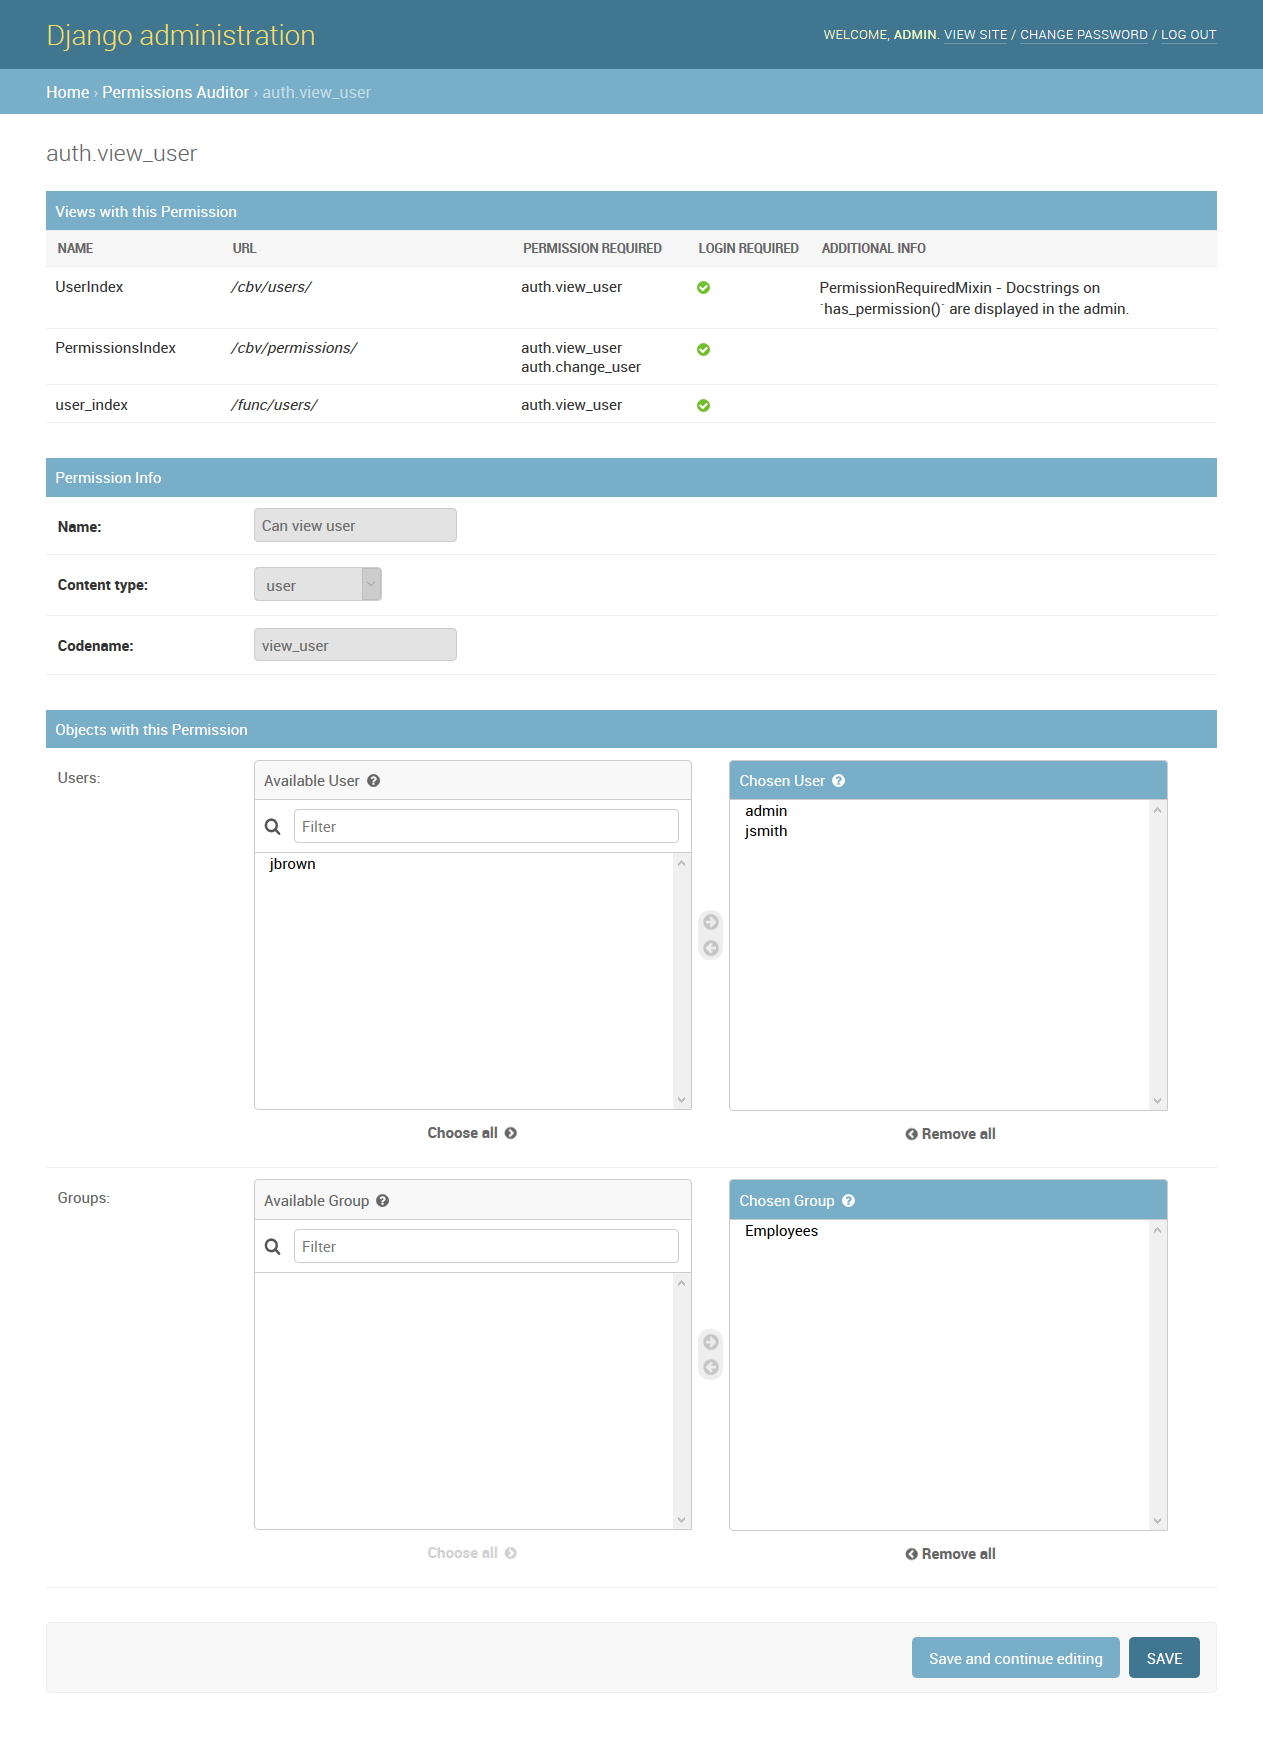 Django administration
WELCOME, ADMIN. VIEW SITE / CHANGE PASSWORD / LOG OUT
Home › Permissions Auditor › auth.view_user
auth.view_user
Views with this Permission
NAME URL PERMISSION REQUIRED LOGIN REQUIRED ADDITIONAL INFO
UserIndex /cbv/users/ auth.view_user PermissionRequiredMixin - Docstrings on
`has_permission()` are displayed in the admin.
PermissionsIndex /cbv/permissions/ auth.view_user
auth.change_user
user_index /func/users/ auth.view_user
Permission Info
Name: Can view user
Content type: user
Codename: view_user
Objects with this Permission
Users:
Available User
Filter
jbrown
Choose all
Chosen User
admin
jsmith
Remove all
Groups:
Available Group
Filter
Choose all
Chosen Group
Employees
Remove all
Save and continue editing SAVE